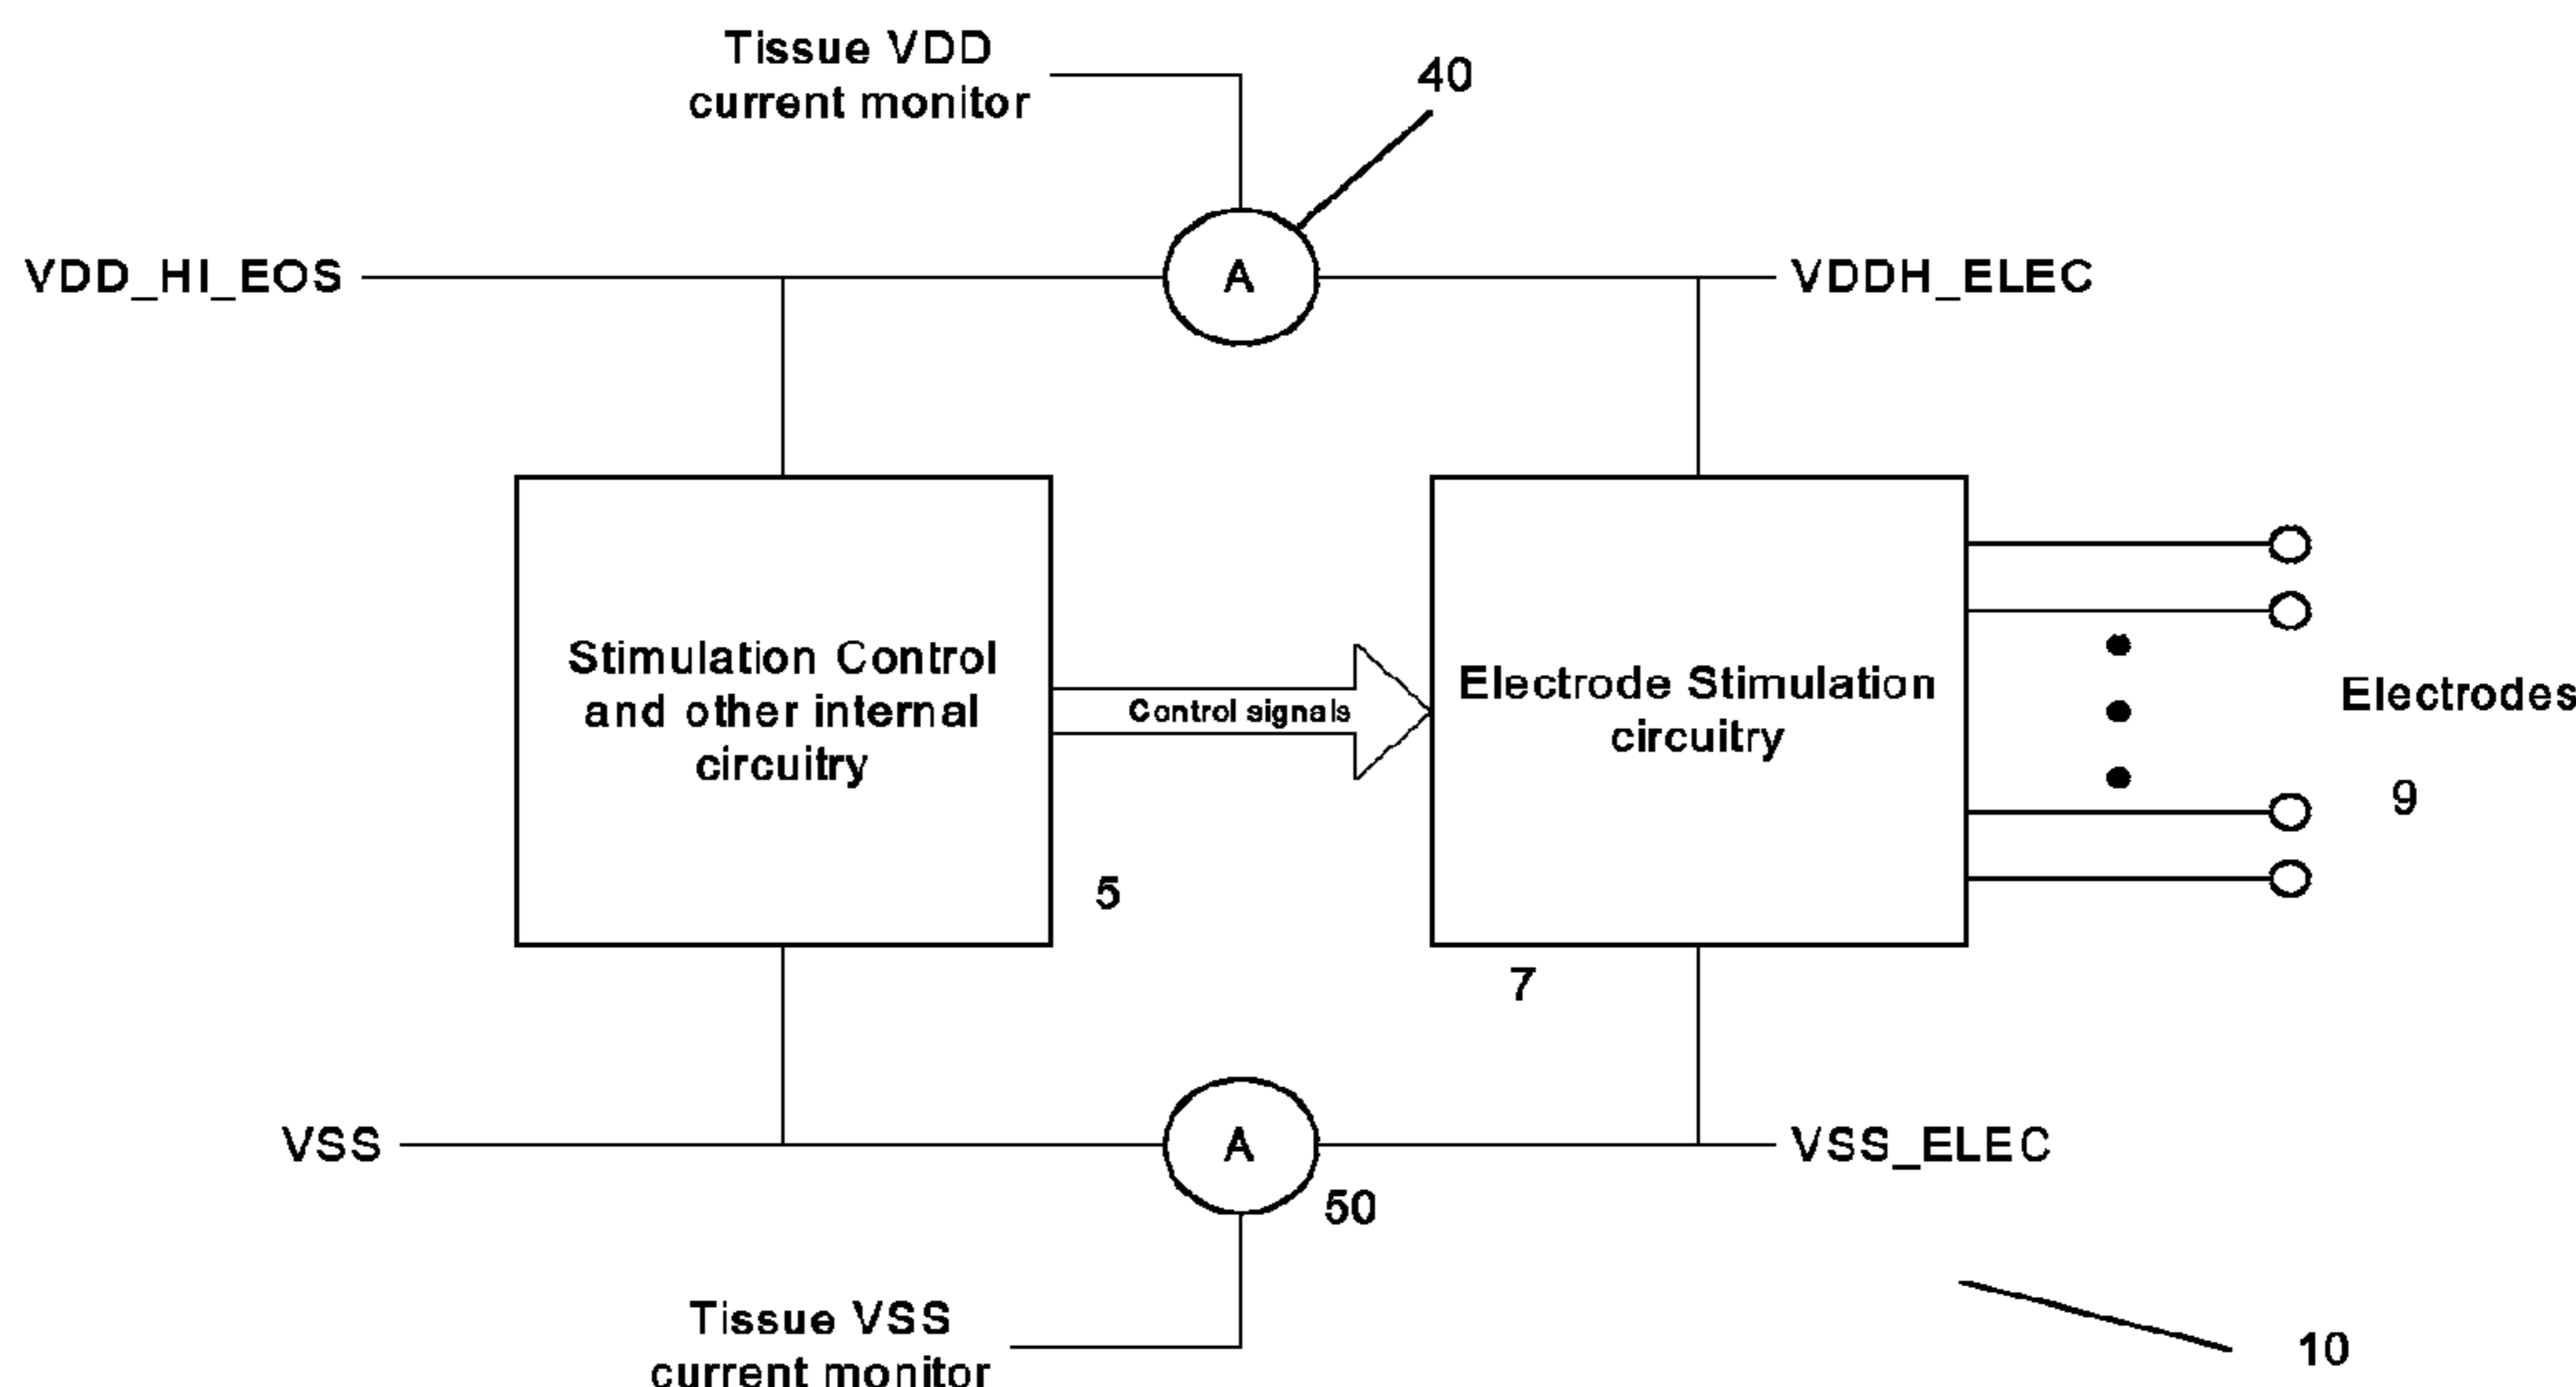 Tissue VDD
current monitor
40
VDD_HI_EOS
A
VDDH_ELEC
Stimulation Control
and other internal
circuitry
Control signals
Electrode Stimulation
circuitry
Electrodes
9
5
7
VSS
A
VSS_ELEC
50
Tissue VSS
current monitor
10